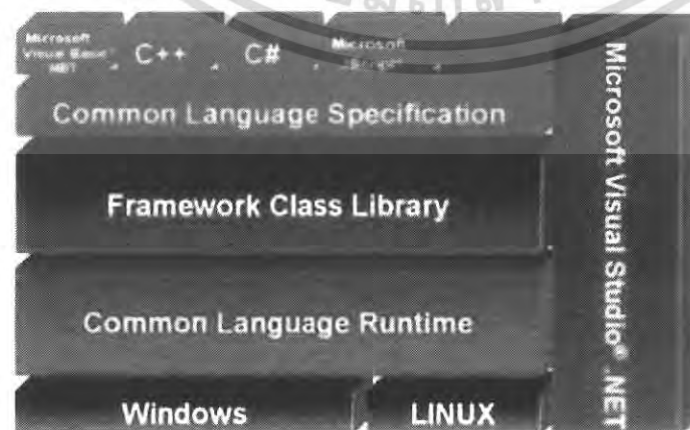 Microsoft
Visual Basic
.NET
C++
C#
Microsoft
Common Language Specification
Framework Class Library
Common Language Runtime
Windows
LINUX
Microsoft Visual Studio® .NET